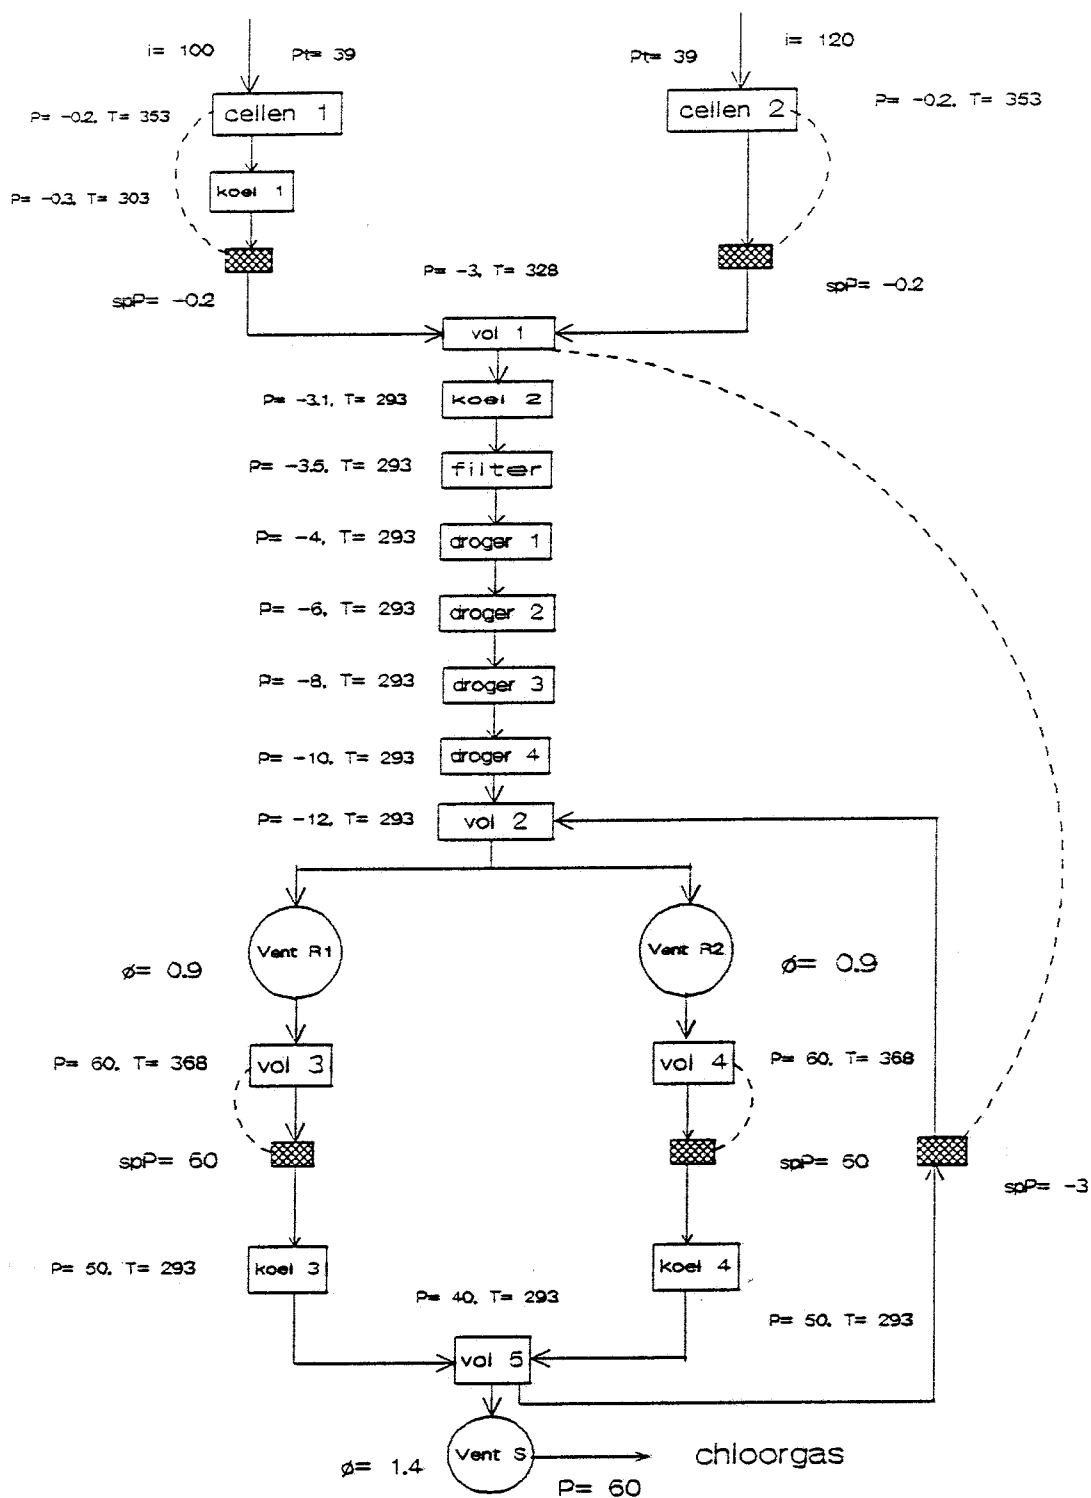 i= 100
Pt= 39
Pt= 39
i= 120
P= -0.2, T= 353
cellen 1
cellen 2
P= -0.2, T= 353
P= -0.3, T= 303
koel 1
spP= -0.2
P= -3, T= 328
spP= -0.2
vol 1
P= -3.1, T= 293
koel 2
P= -3.5, T= 293
filter
P= -4, T= 293
droger 1
P= -6, T= 293
droger 2
P= -8, T= 293
droger 3
P= -10, T= 293
droger 4
P= -12, T= 293
vol 2
Vent R1
Vent R2
ø= 0.9
ø= 0.9
P= 60, T= 368
vol 3
vol 4
P= 60, T= 368
spP= 60
spP= 60
spP= -3
P= 50, T= 293
koel 3
koel 4
P= 40, T= 293
P= 50, T= 293
vol 5
ø= 1.4
Vent S
chloorgas
P= 60